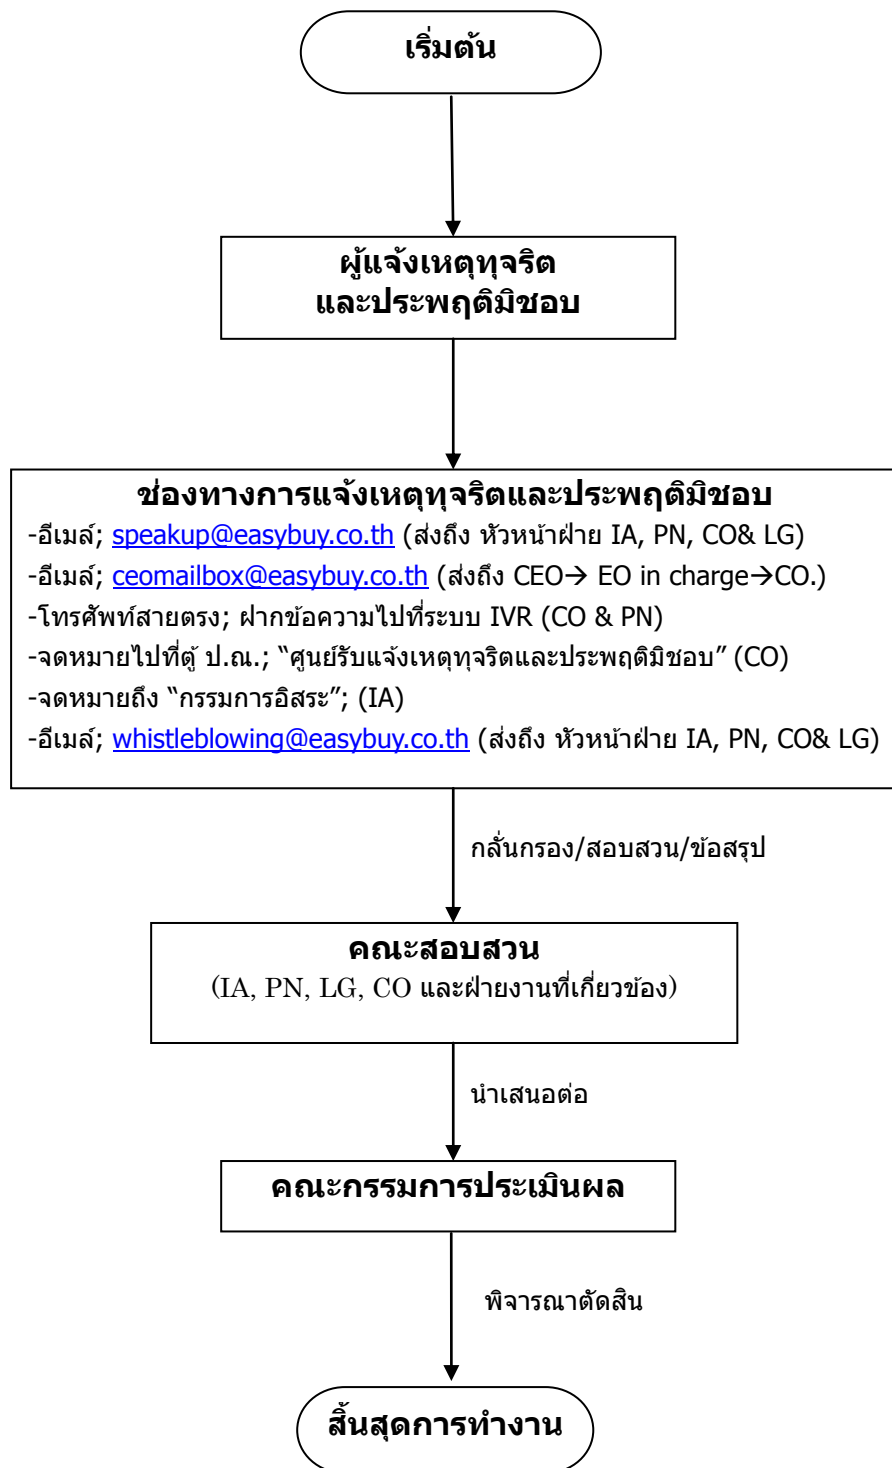 เริ่มต้น
ผู้แจ้งเหตุทุจริต
และประพฤติมิชอบ
ช่องทางการแจ้งเหตุทุจริตและประพฤติมิชอบ
-อีเมล์; speakup@easybuy.co.th (ส่งถึง หัวหน้าฝ่าย IA, PN, CO& LG)
-อีเมล์; ceomailbox@easybuy.co.th (ส่งถึง CEO→ EO in charge→CO.)
-โทรศัพท์สายตรง; ฝากข้อความไปที่ระบบ IVR (CO & PN)
-จดหมายไปที่ตู้ ป.ณ.; “ศูนย์รับแจ้งเหตุทุจริตและประพฤติมิชอบ” (CO)
-จดหมายถึง “กรรมการอิสระ”; (IA)
-อีเมล์; whistleblowing@easybuy.co.th (ส่งถึง หัวหน้าฝ่าย IA, PN, CO& LG)
กลั่นกรอง/สอบสวน/ข้อสรุป
คณะสอบสวน
(IA, PN, LG, CO และฝ่ายงานที่เกี่ยวข้อง)
นำเสนอต่อ
คณะกรรมการประเมินผล
พิจารณาตัดสิน
สิ้นสุดการทำงาน